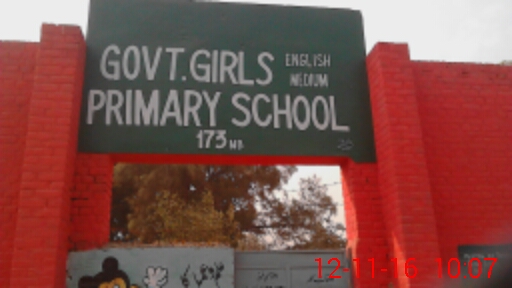 GOVT. GIRLS ENGLISH MEDIUM
PRIMARY SCHOOL
173 MB
12-11-16 10:07